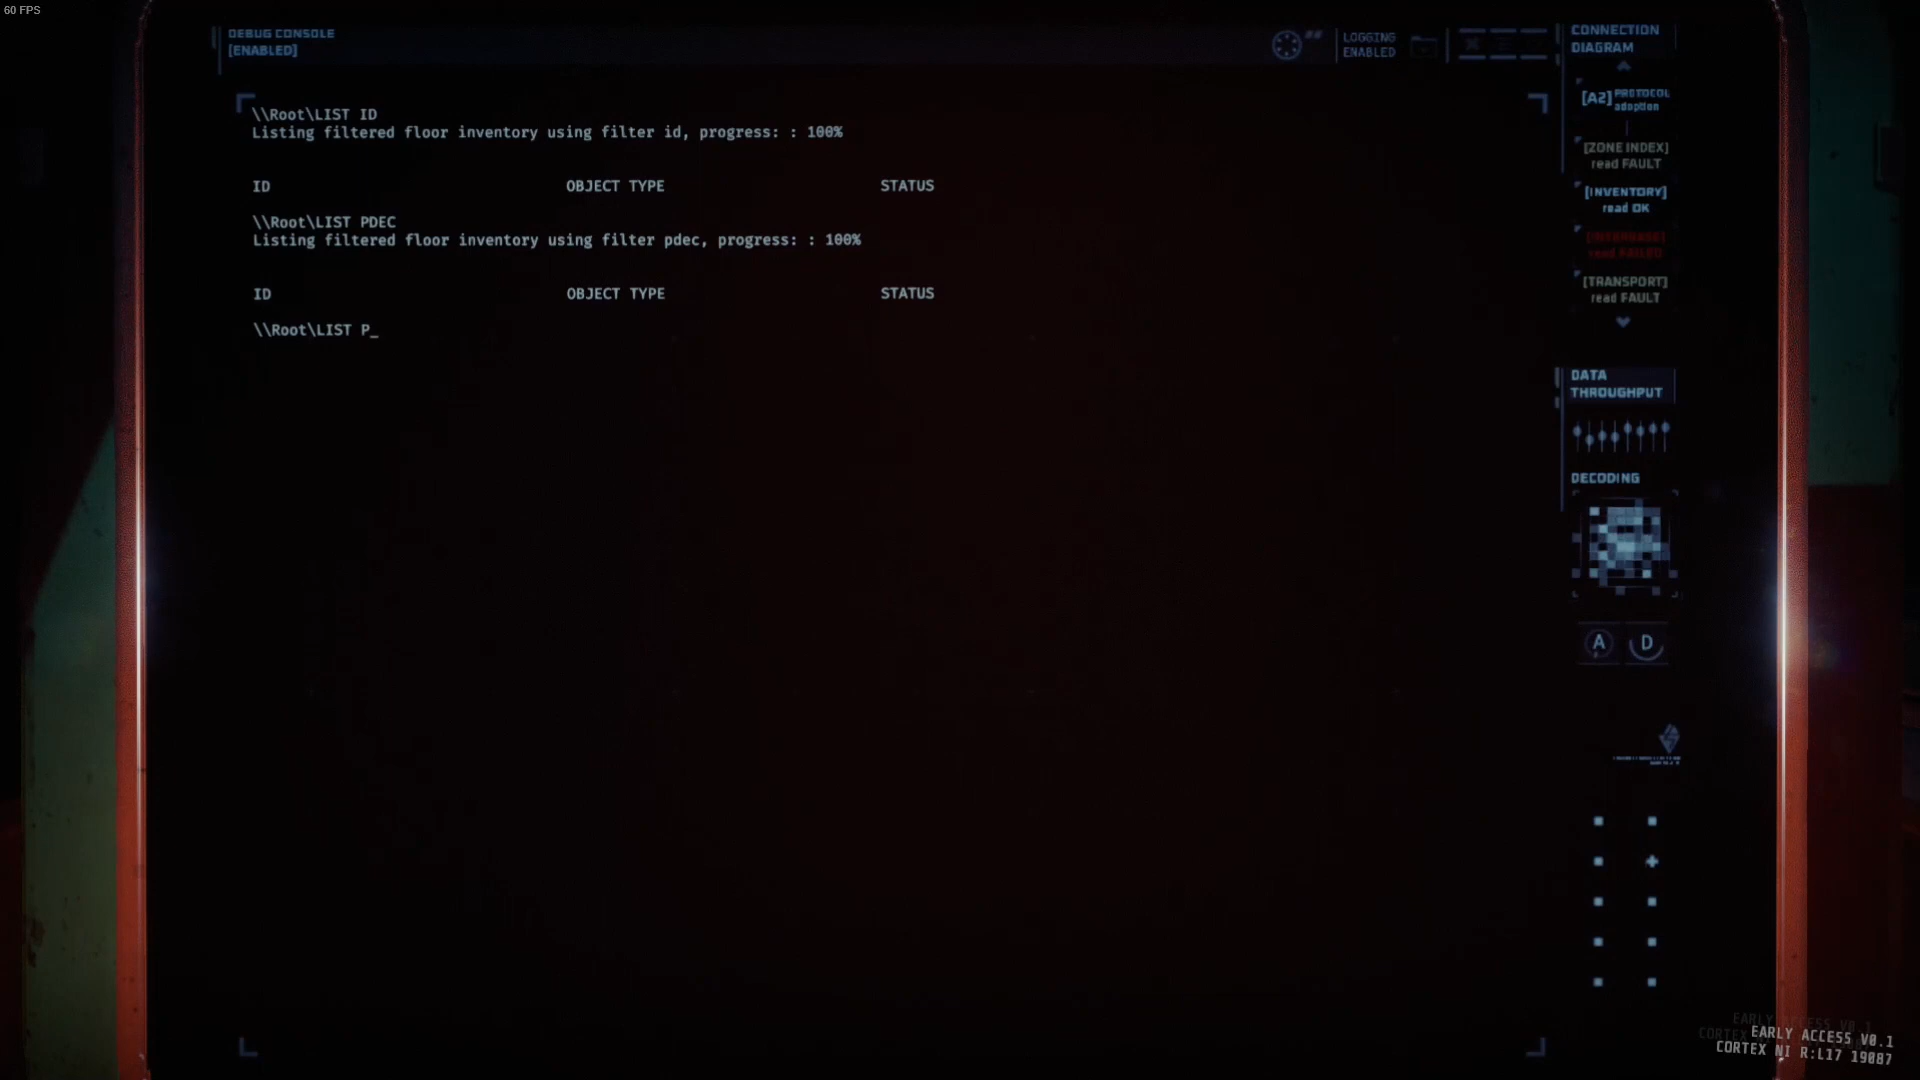 60 FPS
DEBUG CONSOLE
[ENABLED]
LOGGING
ENABLED
\\Root\LIST ID
Listing filtered floor inventory using filter id, progress: : 100%
ID OBJECT TYPE STATUS
\\Root\LIST PDEC
Listing filtered floor inventory using filter pdec, progress: : 100%
ID OBJECT TYPE STATUS
\\Root\LIST P_
CONNECTION
DIAGRAM
[A2] PROTOCOL
adoption
[ZONE INDEX]
read FAULT
[INVENTORY]
read OK
read FAILED
[TRANSPORT]
read FAULT
DATA
THROUGHPUT
DECODING
A D
EARLY ACCESS V0.1
CORTEX NI R:L17 19087